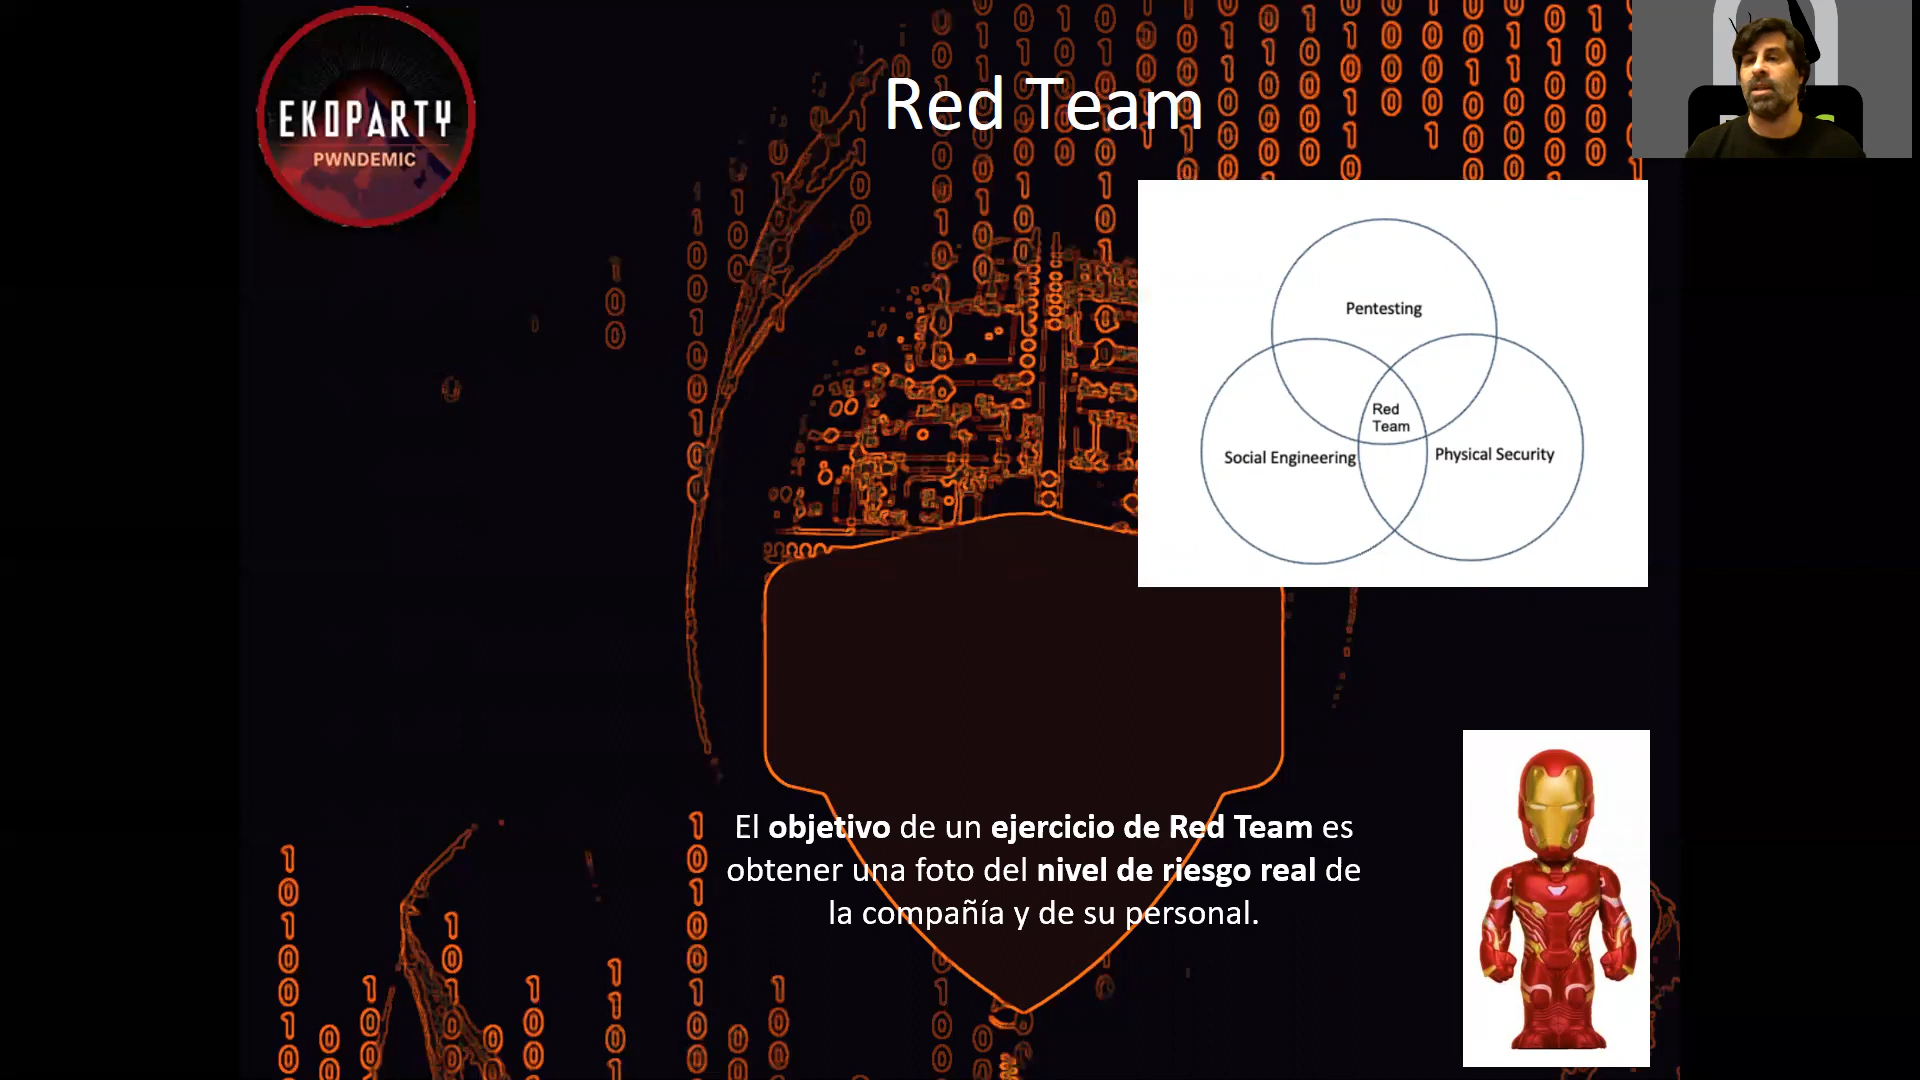 EKOPARTY
PWNDEMIC
Red Team
Pentesting
Red
Team
Social Engineering
Physical Security
El objetivo de un ejercicio de Red Team es
obtener una foto del nivel de riesgo real de
la compañía y de su personal.